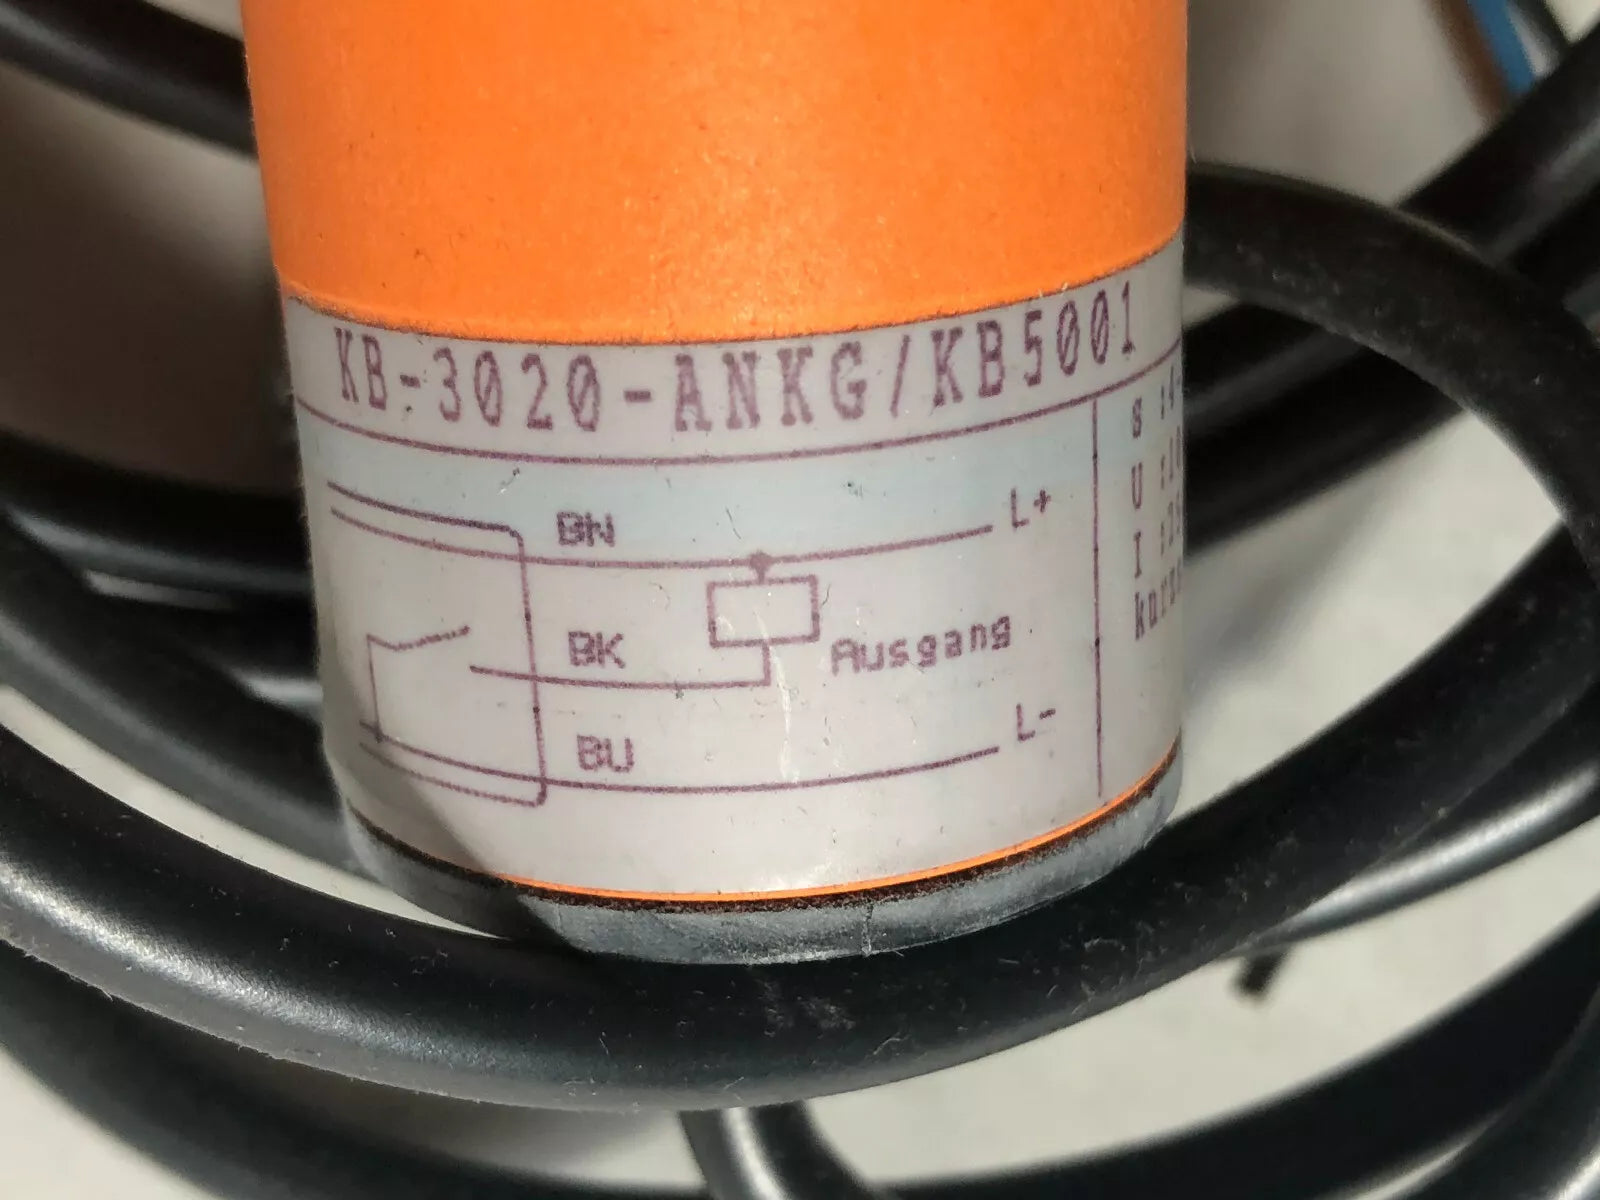 KB-3020-ANKG/KB5001
BN
L+
BK
Ausgang
BU
L-
S
U
I